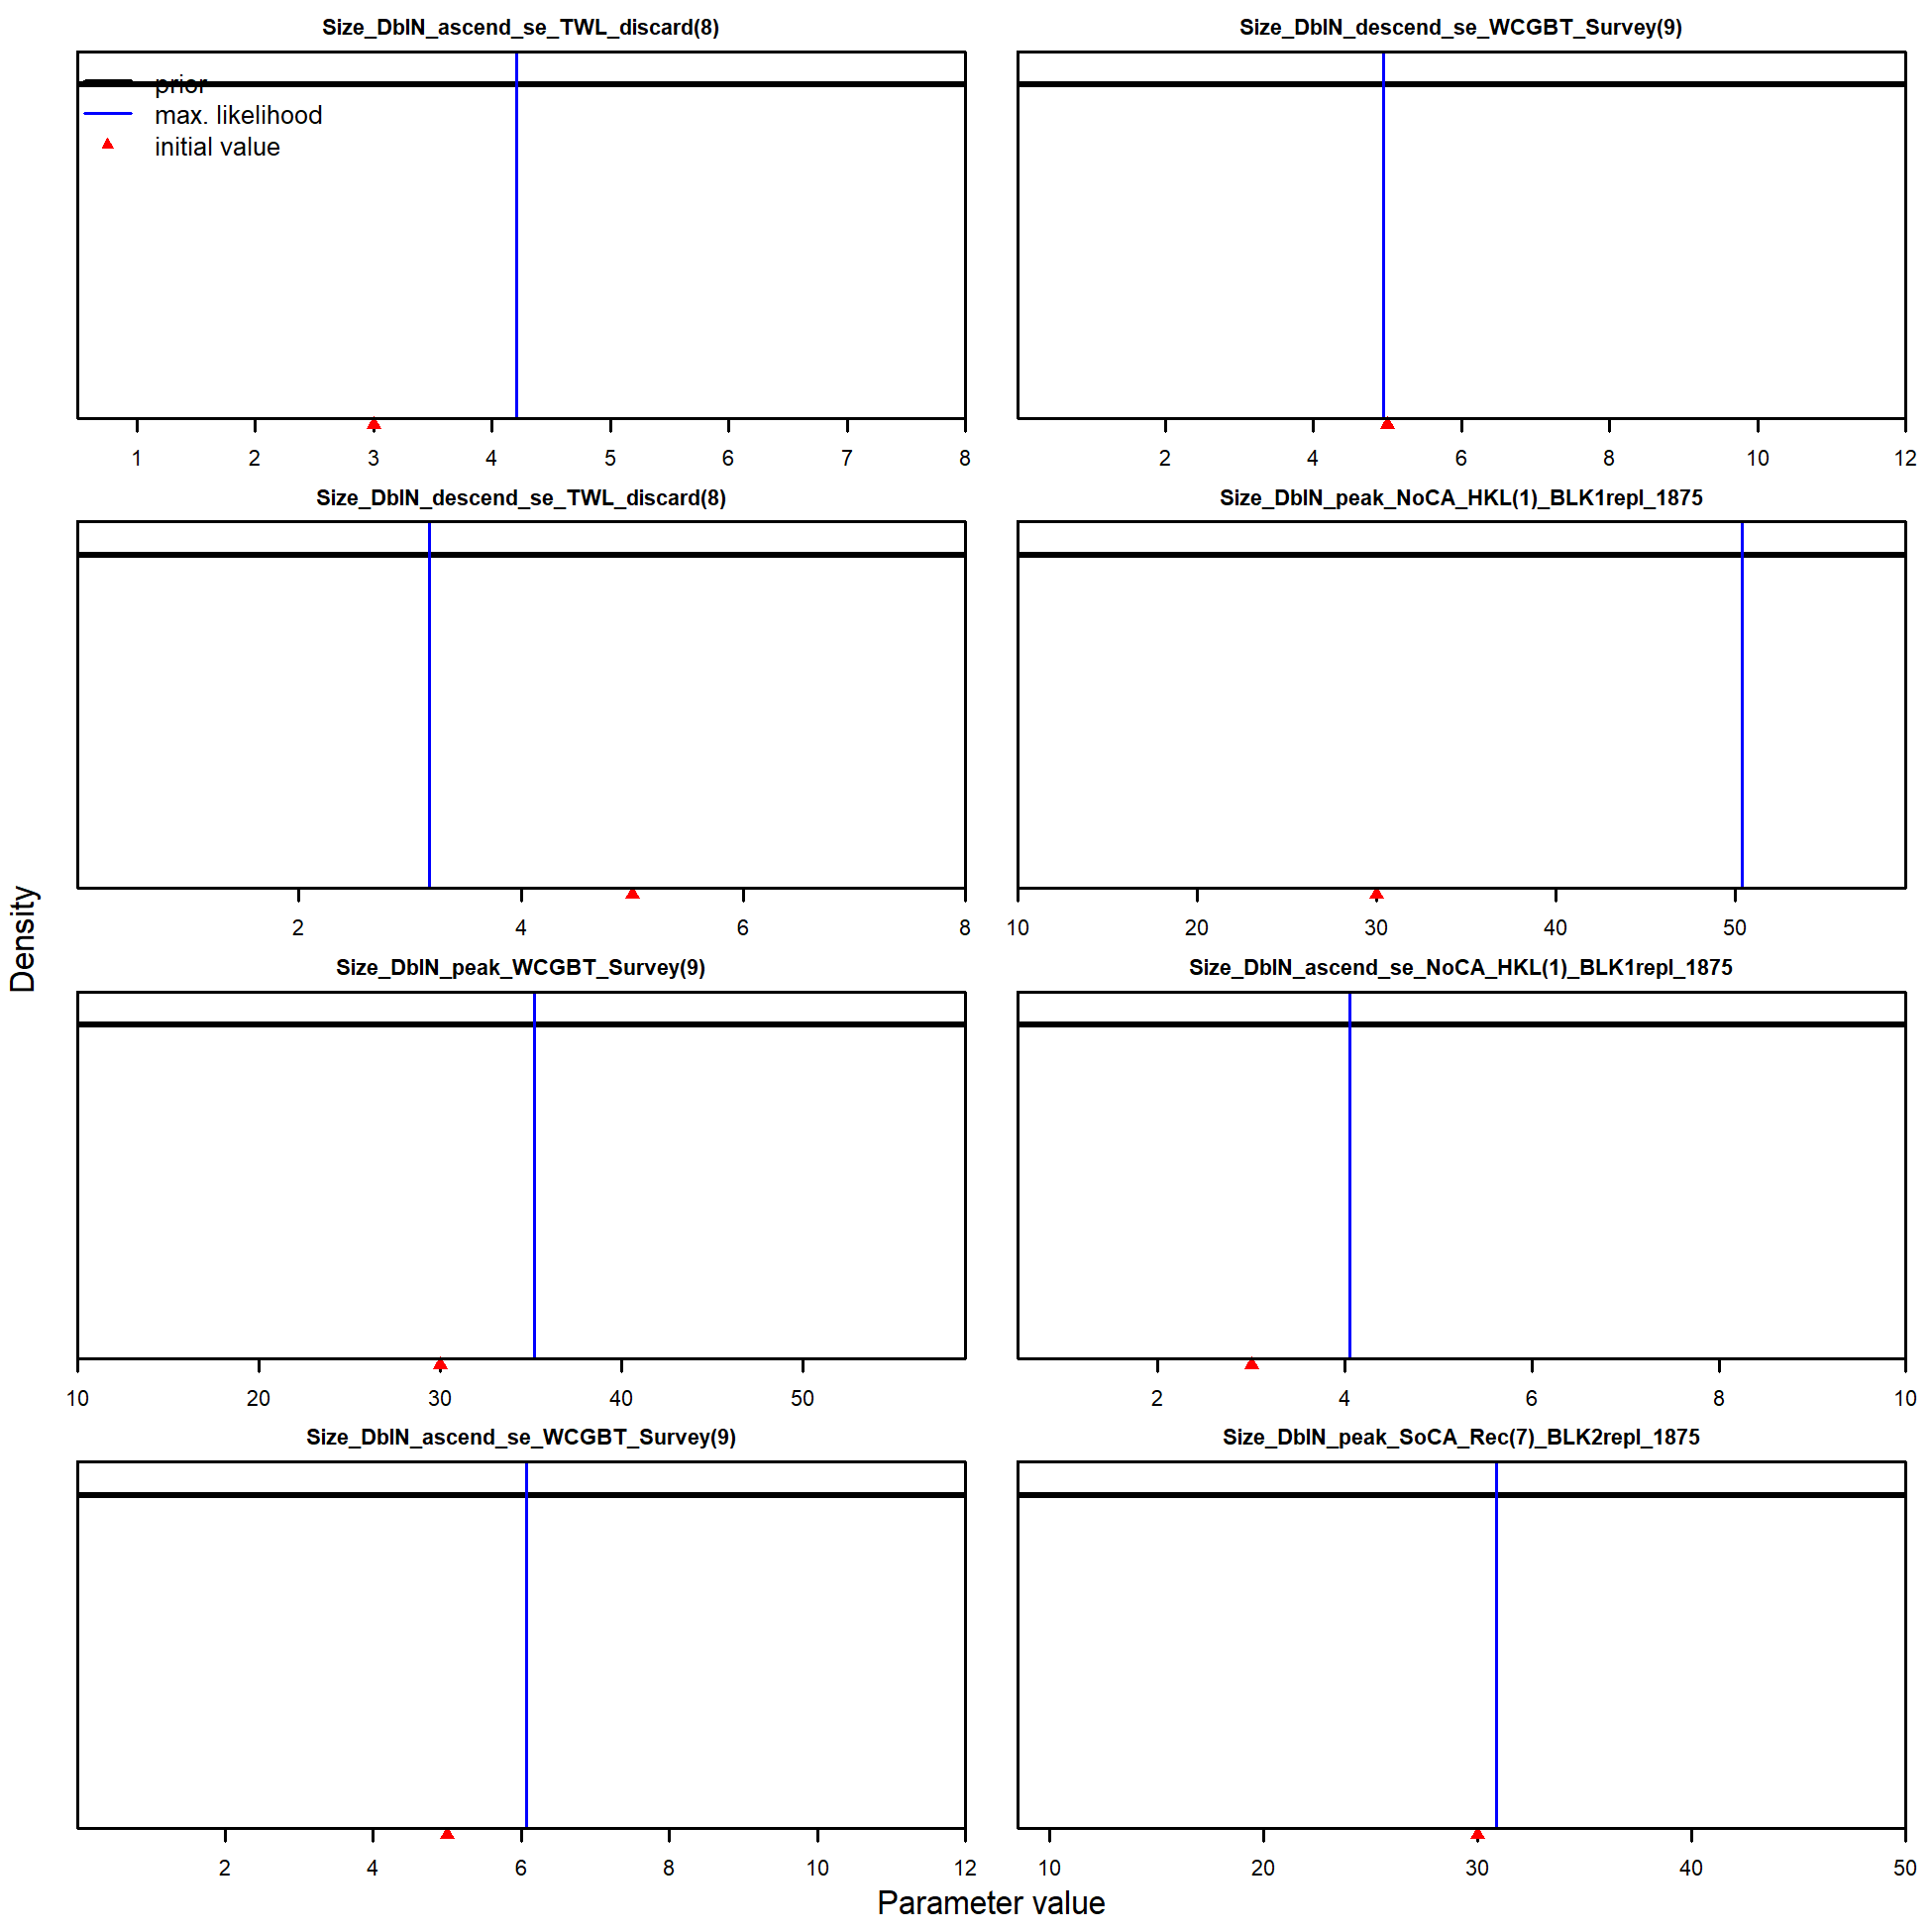 Size_DblN_ascend_se_TWL_discard(8)
prior
max. likelihood
initial value
1 2 3 4 5 6 7 8
Size_DblN_descend_se_WCGBT_Survey(9)
2 4 6 8 10 12
Size_DblN_descend_se_TWL_discard(8)
2 4 6 8
Size_DblN_peak_NoCA_HKL(1)_BLK1repl_1875
10 20 30 40 50
Size_DblN_peak_WCGBT_Survey(9)
10 20 30 40 50
Size_DblN_ascend_se_NoCA_HKL(1)_BLK1repl_1875
2 4 6 8 10
Size_DblN_ascend_se_WCGBT_Survey(9)
2 4 6 8 10 12
Size_DblN_peak_SoCA_Rec(7)_BLK2repl_1875
10 20 30 40 50
Density
Parameter value